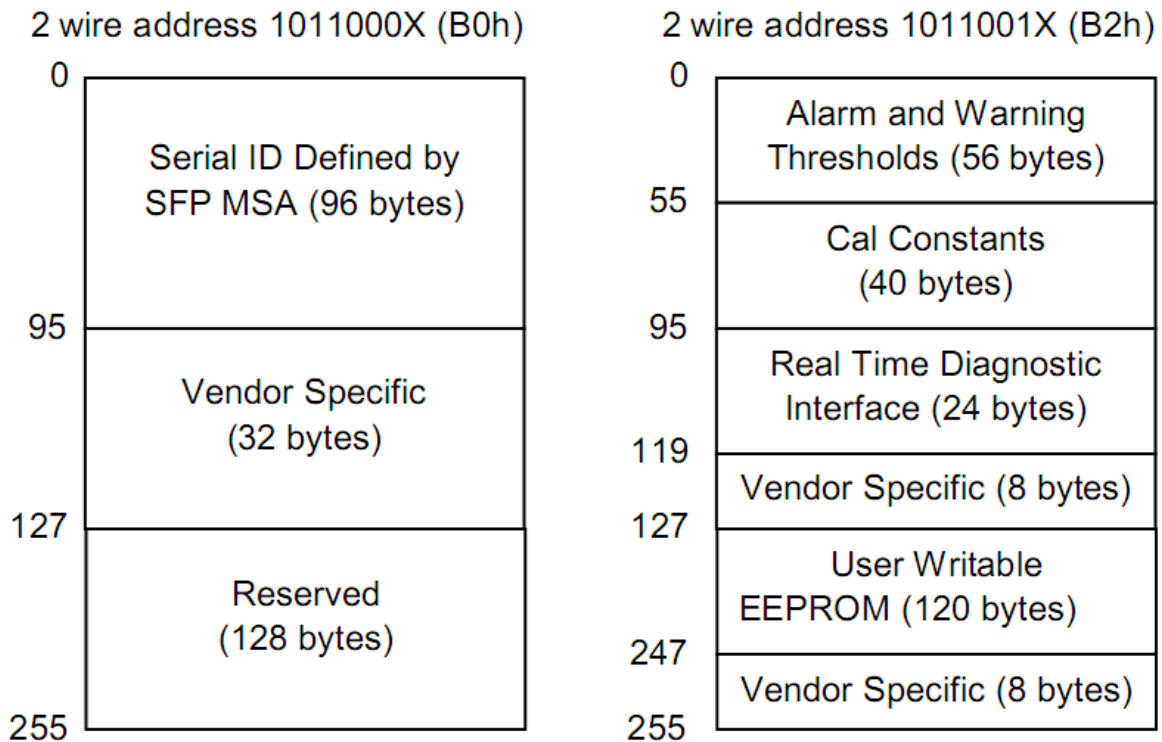 2 wire address 1011000X (B0h)
0
Serial ID Defined by
SFP MSA (96 bytes)
95
Vendor Specific
(32 bytes)
127
Reserved
(128 bytes)
255
2 wire address 1011001X (B2h)
0
Alarm and Warning
Thresholds (56 bytes)
55
Cal Constants
(40 bytes)
95
Real Time Diagnostic
Interface (24 bytes)
119
Vendor Specific (8 bytes)
127
User Writable
EEPROM (120 bytes)
247
Vendor Specific (8 bytes)
255